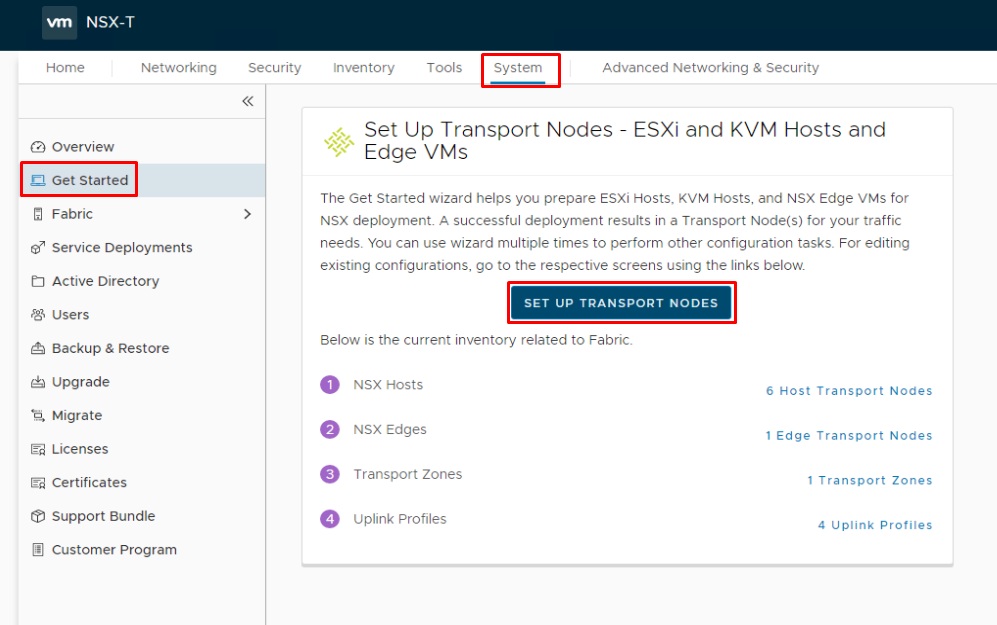 vm NSX-T
Home Networking Security Inventory Tools System Advanced Networking & Security
Overview
Get Started
Fabric
Service Deployments
Active Directory
Users
Backup & Restore
Upgrade
Migrate
Licenses
Certificates
Support Bundle
Customer Program
Set Up Transport Nodes - ESXi and KVM Hosts and
Edge VMs
The Get Started wizard helps you prepare ESXi Hosts, KVM Hosts, and NSX Edge VMs for
NSX deployment. A successful deployment results in a Transport Node(s) for your traffic
needs. You can use wizard multiple times to perform other configuration tasks. For editing
existing configurations, go to the respective screens using the links below.
SET UP TRANSPORT NODES
Below is the current inventory related to Fabric.
1 NSX Hosts 6 Host Transport Nodes
2 NSX Edges 1 Edge Transport Nodes
3 Transport Zones 1 Transport Zones
4 Uplink Profiles 4 Uplink Profiles